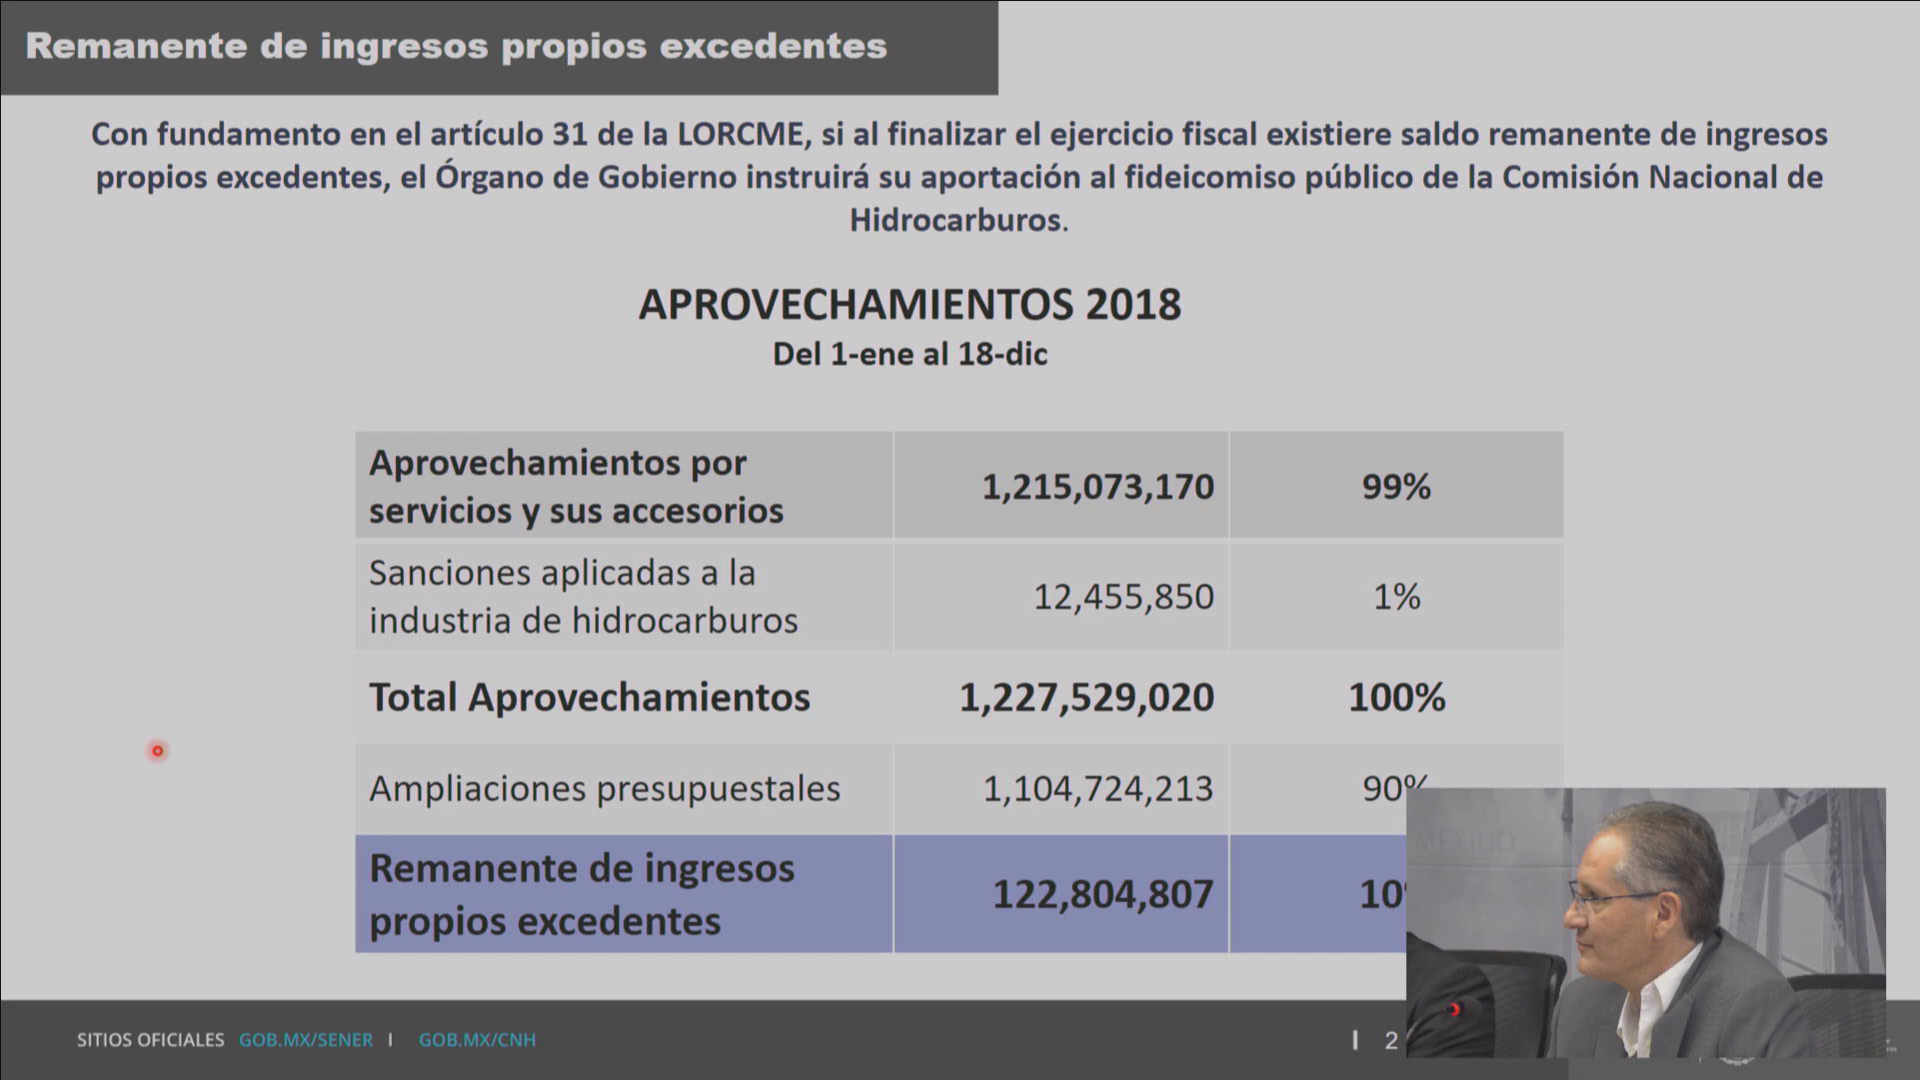 Remanente de ingresos propios excedentes
Con fundamento en el artículo 31 de la LORCME, si al finalizar el ejercicio fiscal existiere saldo remanente de ingresos
propios excedentes, el Órgano de Gobierno instruirá su aportación al fideicomiso público de la Comisión Nacional de
Hidrocarburos.
APROVECHAMIENTOS 2018
Del 1-ene al 18-dic
Aprovechamientos por
servicios y sus accesorios
1,215,073,170
99%
Sanciones aplicadas a la
industria de hidrocarburos
12,455,850
1%
Total Aprovechamientos
1,227,529,020
100%
Ampliaciones presupuestales
1,104,724,213
90%
Remanente de ingresos
propios excedentes
122,804,807
10
MÉXICO
SITIOS OFICIALES GOB.MX/SENER I GOB.MX/CNH
I 2